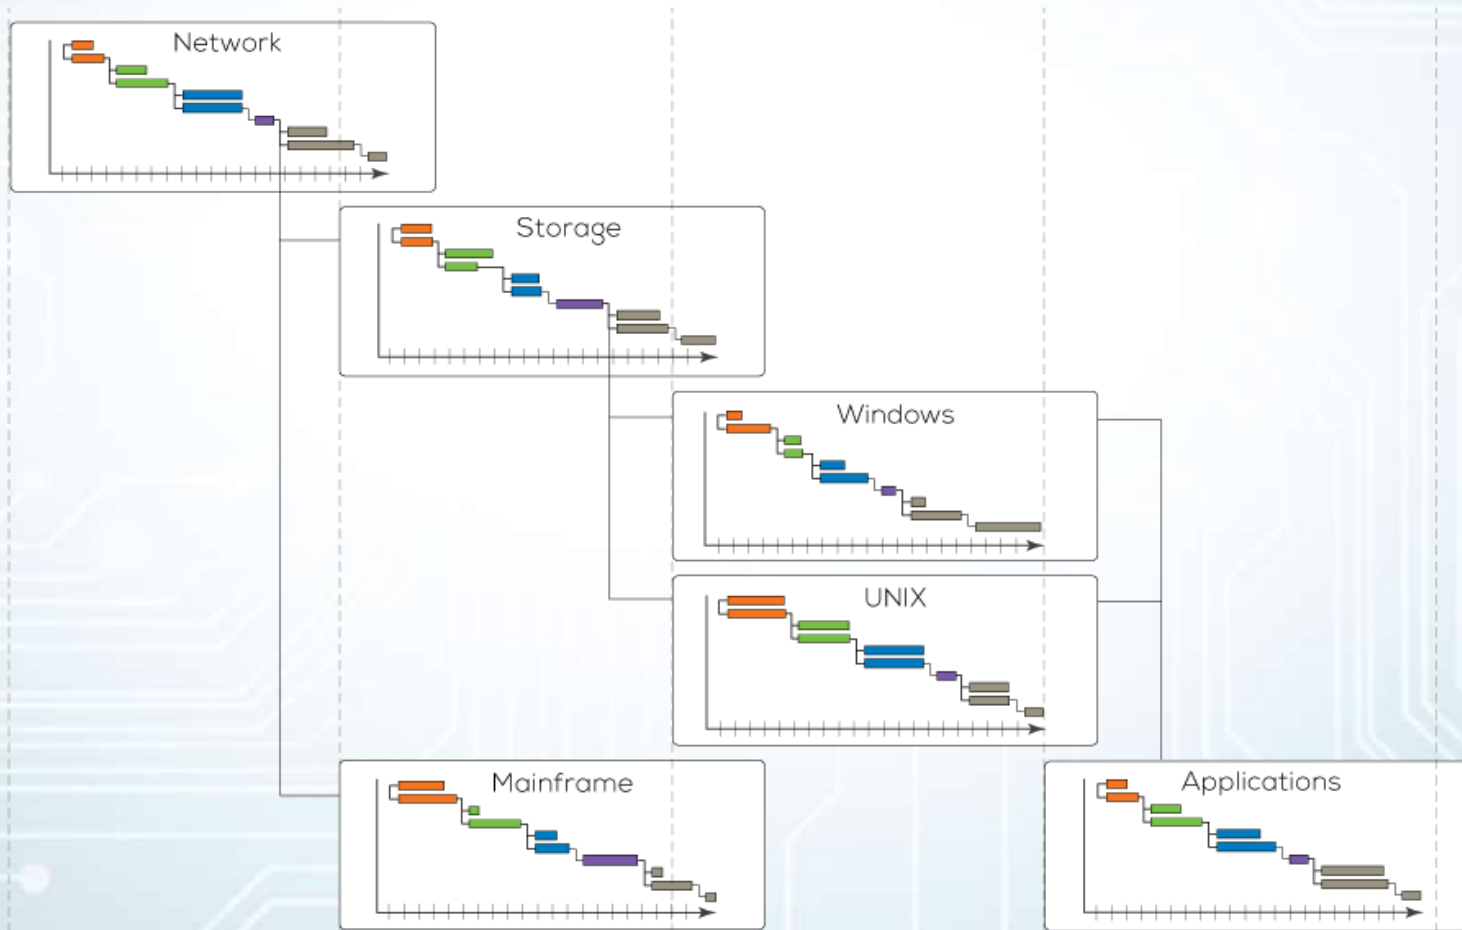 Network
Storage
Windows
UNIX
Mainframe
Applications